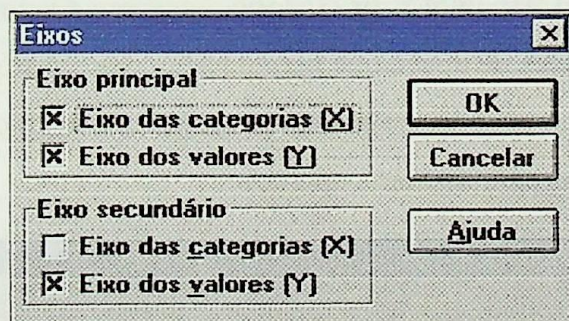 Eixos
Eixo principal
Eixo das categorias (X)
Eixo dos valores (Y)
Eixo secundário
Eixo das categorias (X)
Eixo dos valores (Y)
OK
Cancelar
Ajuda